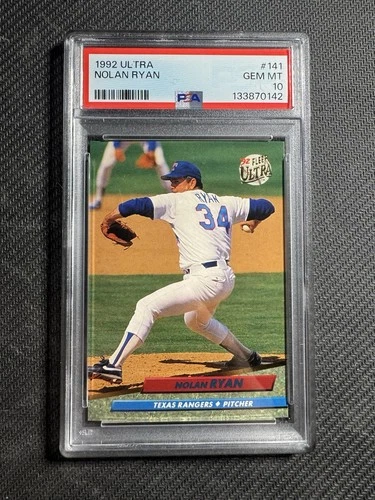 1992 ULTRA #141
NOLAN RYAN GEM MT
10
PSA 133870142
'92 FLEER
ULTRA
RYAN
34
NOLAN RYAN
TEXAS RANGERS ♦ PITCHER